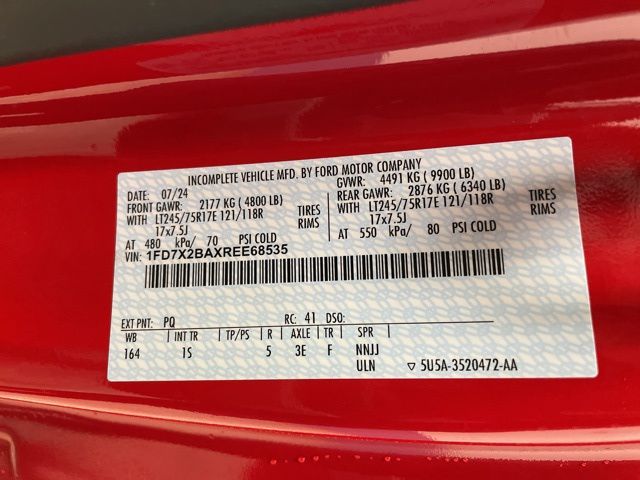 INCOMPLETE VEHICLE MFD. BY FORD MOTOR COMPANY
DATE: 07/24 GVWR: 4491 KG ( 9900 LB)
FRONT GAWR: 2177 KG ( 4800 LB) REAR GAWR: 2876 KG ( 6340 LB)
WITH LT245/75R17E 121/118R TIRES WITH LT245/75R17E 121/118R TIRES
17x7.5J RIMS 17x7.5J RIMS
AT 480 kPa/ 70 PSI COLD AT 550 kPa/ 80 PSI COLD
VIN: 1FD7X2BAXREE68535
EXT PNT: PQ RC: 41 DSO:
WB INT TR TP/PS R AXLE TR SPR
164 1S 5 3E F NNJJ
ULN ▽ 5U5A-3520472-AA